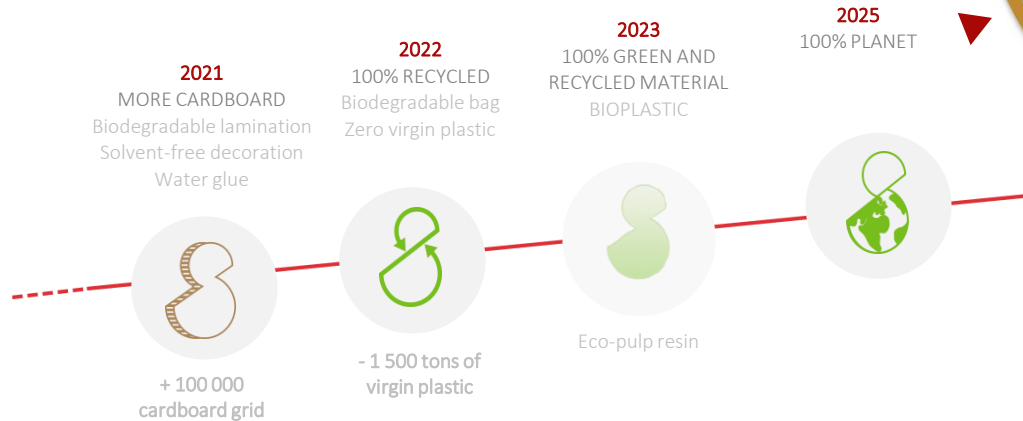 2021
MORE CARDBOARD
Biodegradable lamination
Solvent-free decoration
Water glue
+ 100 000
cardboard grid
2022
100% RECYCLED
Biodegradable bag
Zero virgin plastic
- 1 500 tons of
virgin plastic
2023
100% GREEN AND
RECYCLED MATERIAL
BIOPLASTIC
Eco-pulp resin
2025
100% PLANET